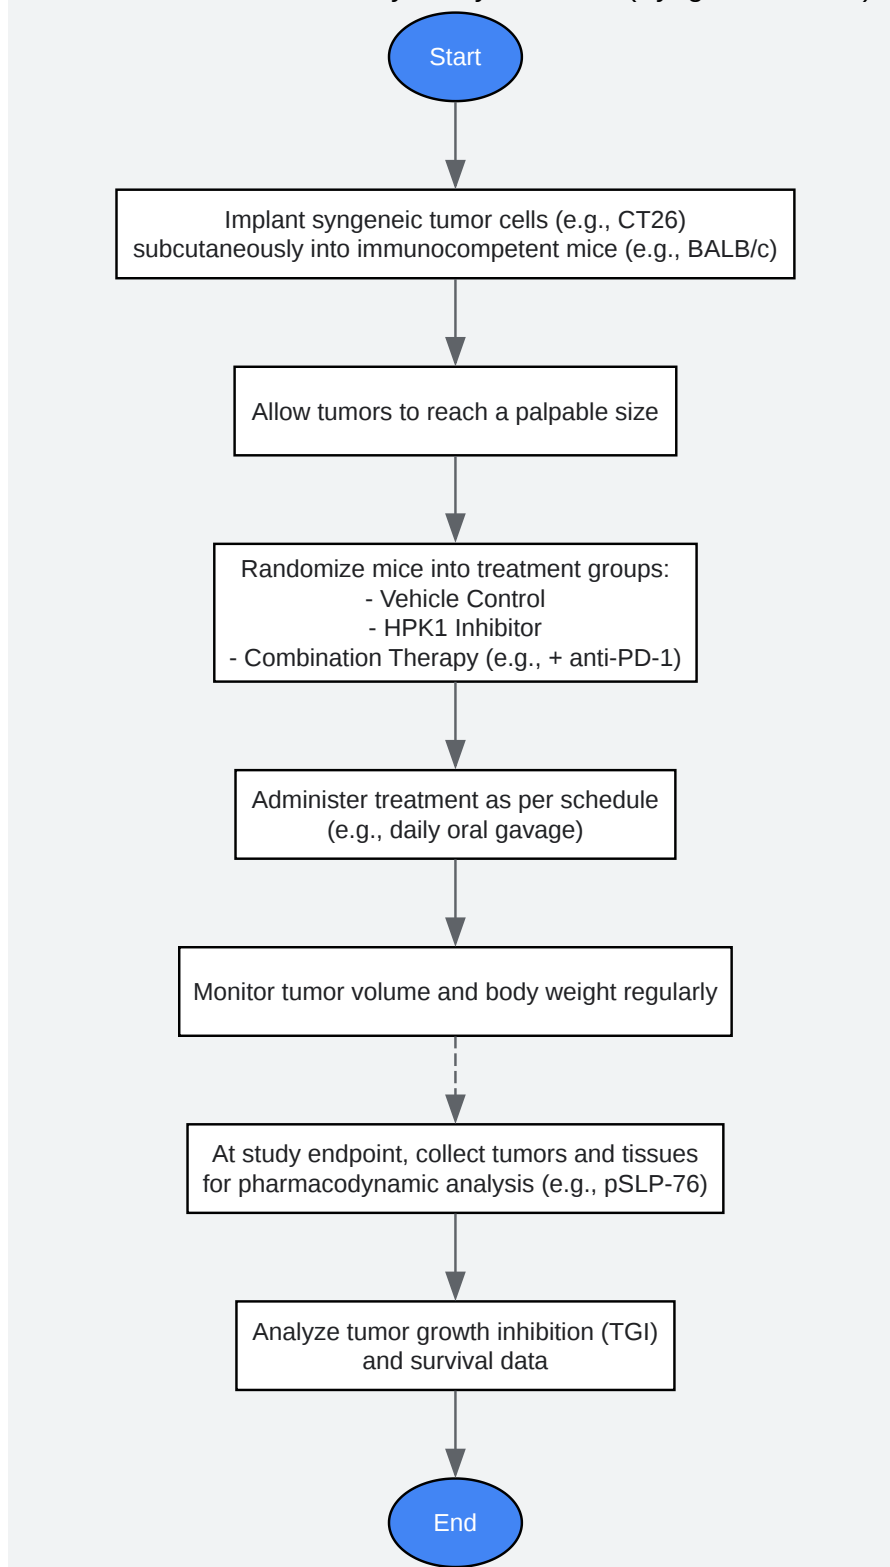 Start
Implant syngeneic tumor cells (e.g., CT26)
subcutaneously into immunocompetent mice (e.g., BALB/c)
Allow tumors to reach a palpable size
Randomize mice into treatment groups:
- Vehicle Control
- HPK1 Inhibitor
- Combination Therapy (e.g., + anti-PD-1)
Administer treatment as per schedule
(e.g., daily oral gavage)
Monitor tumor volume and body weight regularly
At study endpoint, collect tumors and tissues
for pharmacodynamic analysis (e.g., pSLP-76)
Analyze tumor growth inhibition (TGI)
and survival data
End